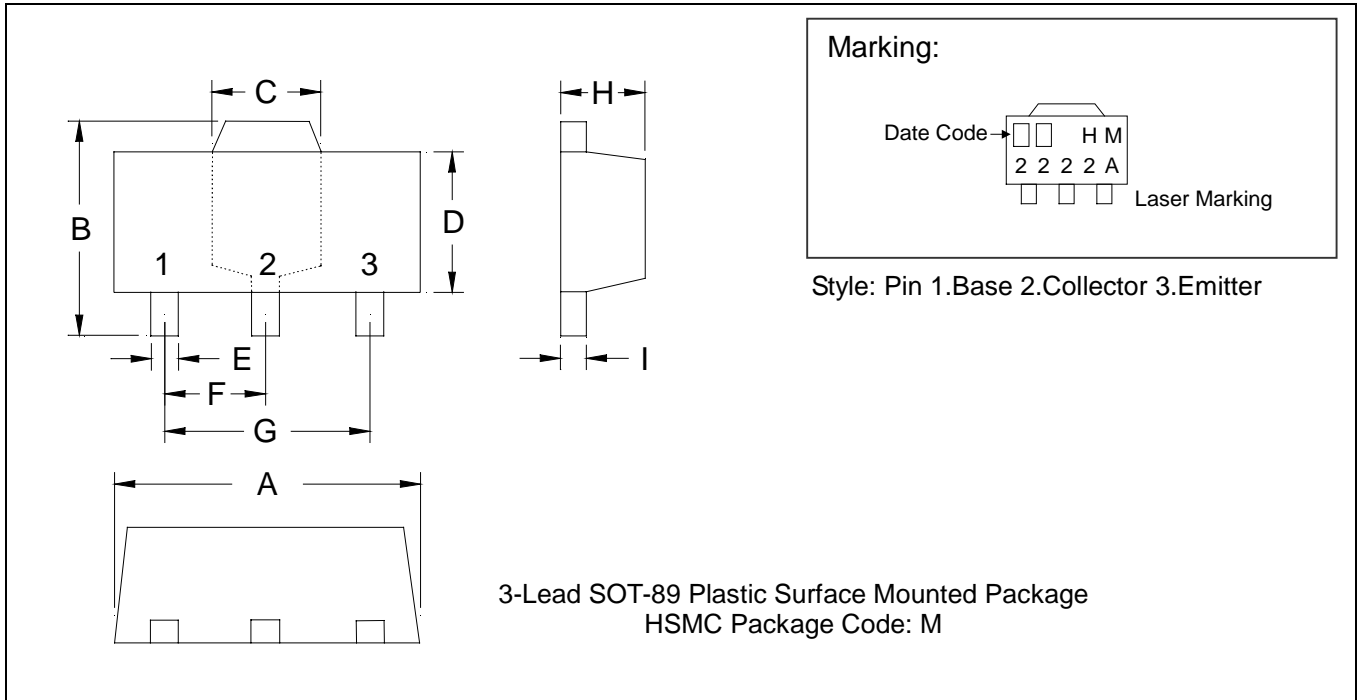 Marking:
Date Code
H M
2 2 2 2 A
Laser Marking
Style: Pin 1.Base 2.Collector 3.Emitter
C
H
B
D
1 2 3
E
I
F
G
A
3-Lead SOT-89 Plastic Surface Mounted Package
HSMC Package Code: M